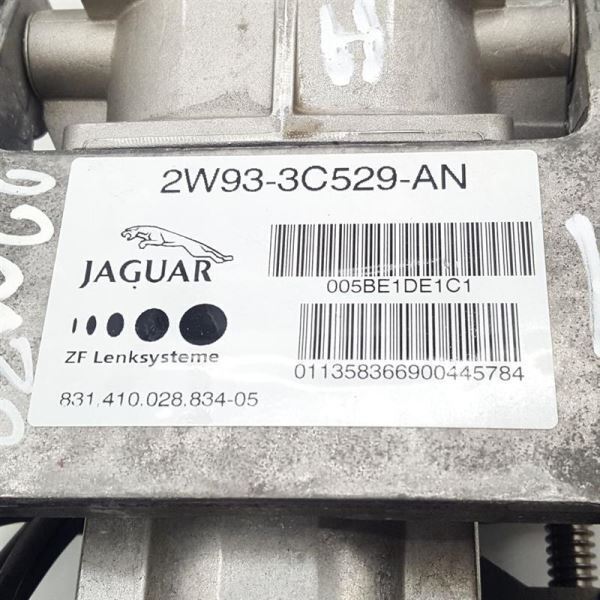 H
2W93-3C529-AN
JAGUAR
005BE1DE1C1
ZF Lenksysteme
011358366900445784
831.410.028.834-05